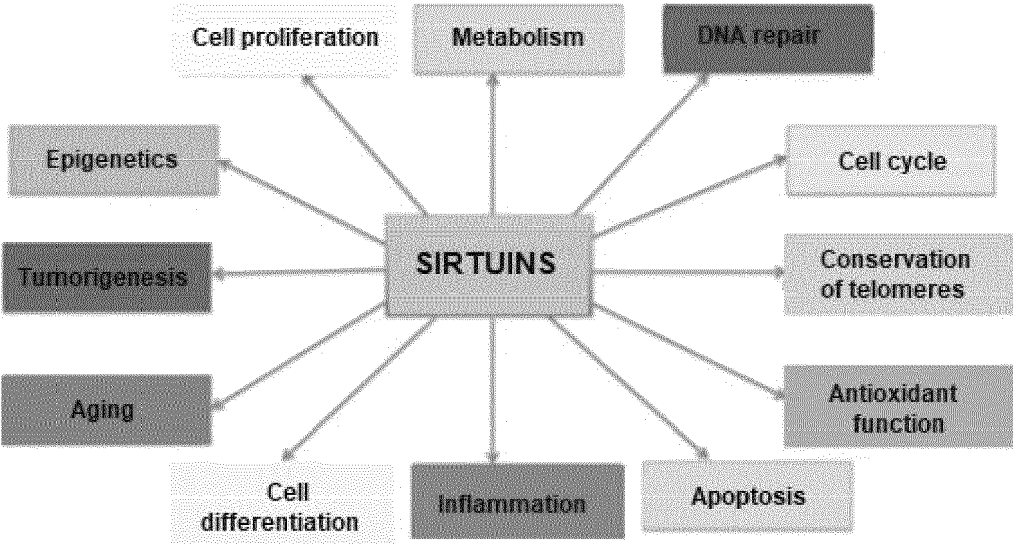 Cell proliferation
Metabolism
DNA repair
Epigenetics
Cell cycle
SIRTUINS
Tumorigenesis
Conservation
of telomeres
Aging
Antioxidant
function
Cell
differentiation
Inflammation
Apoptosis